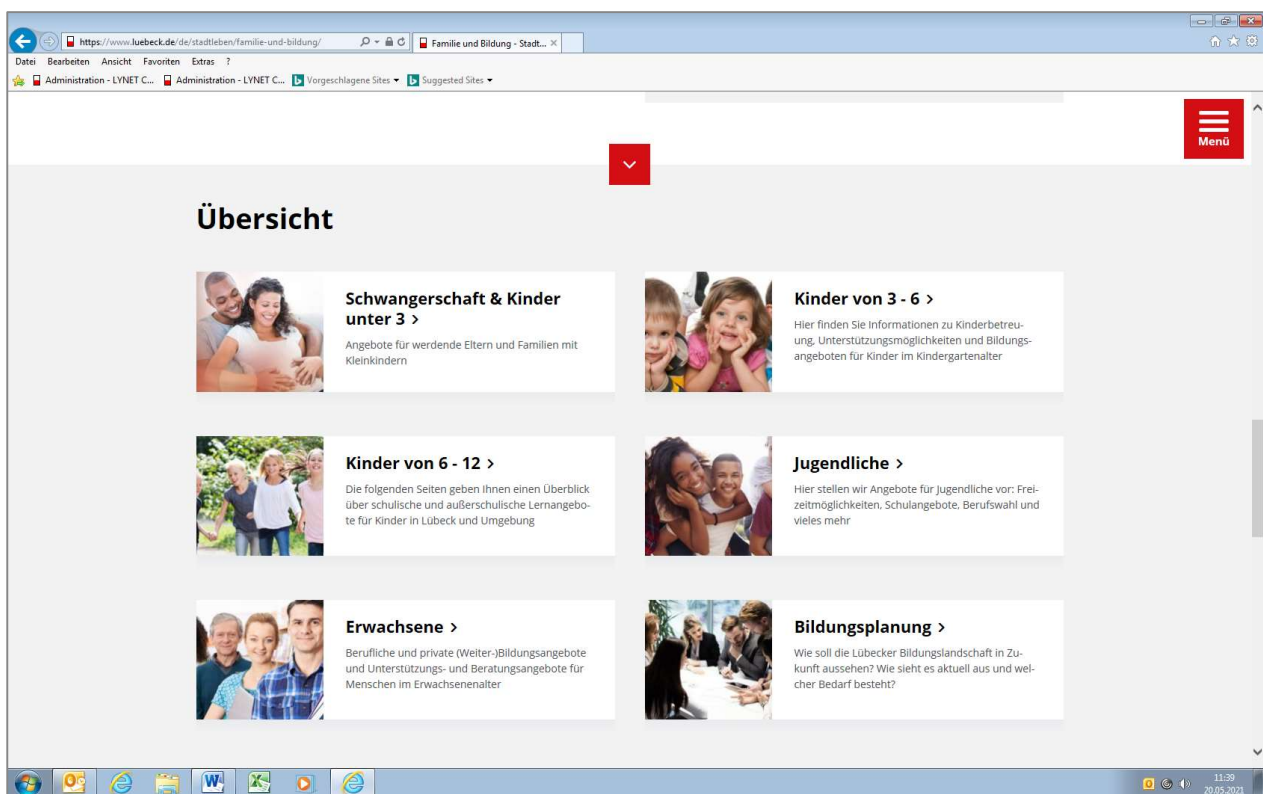 https://www.luebeck.de/de/stadtleben/familie-und-bildung/
Familie und Bildung - Stadt...
Datei Bearbeiten Ansicht Favoriten Extras ?
Administration - LYNET C... Administration - LYNET C... Vorgeschlagene Sites Suggested Sites
Menü
Übersicht
Schwangerschaft & Kinder
unter 3 >
Angebote für werdende Eltern und Familien mit
Kleinkindern
Kinder von 3 - 6 >
Hier finden Sie Informationen zu Kinderbetreu-
ung, Unterstützungsmöglichkeiten und Bildungs-
angeboten für Kinder im Kindergartenalter
Kinder von 6 - 12 >
Die folgenden Seiten geben Ihnen einen Überblick
über schulische und außerschulische Lernangebo-
te für Kinder in Lübeck und Umgebung
Jugendliche >
Hier stellen wir Angebote für Jugendliche vor: Frei-
zeitmöglichkeiten, Schulangebote, Berufswahl und
vieles mehr
Erwachsene >
Berufliche und private (Weiter-)Bildungsangebote
und Unterstützungs- und Beratungsangebote für
Menschen im Erwachsenenalter
Bildungsplanung >
Wie soll die Lübecker Bildungslandschaft in Zu-
kunft aussehen? Wie sieht es aktuell aus und wel-
cher Bedarf besteht?
11:39
20.05.2021